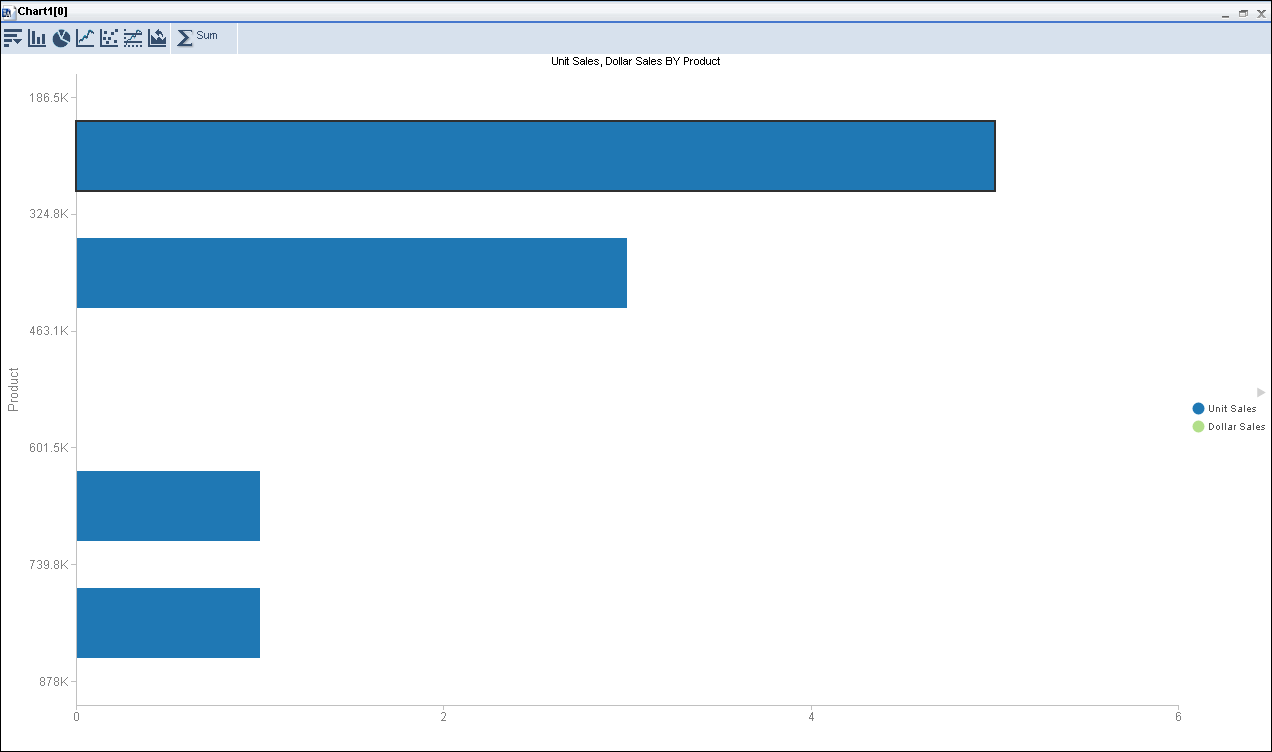 Chart1[0]
Sum
Unit Sales, Dollar Sales BY Product
186.5K
324.8K
463.1K
601.5K
739.8K
878K
Product
0 2 4 6
Unit Sales
Dollar Sales